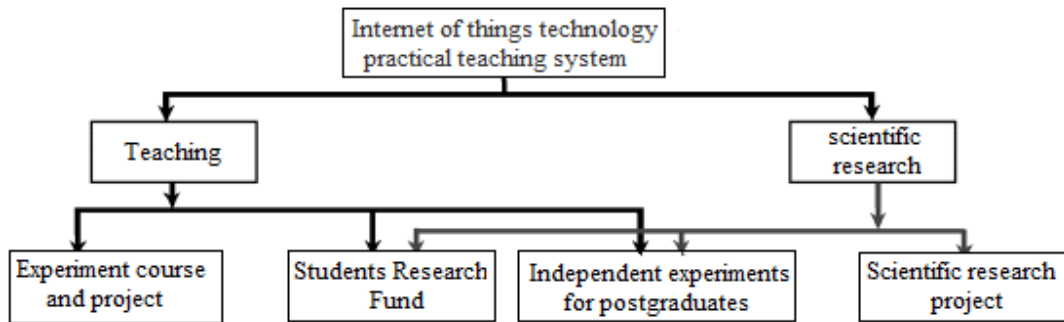 Internet of things technology
practical teaching system
Teaching
scientific
research
Experiment course
and project
Students Research
Fund
Independent experiments
for postgraduates
Scientific research
project